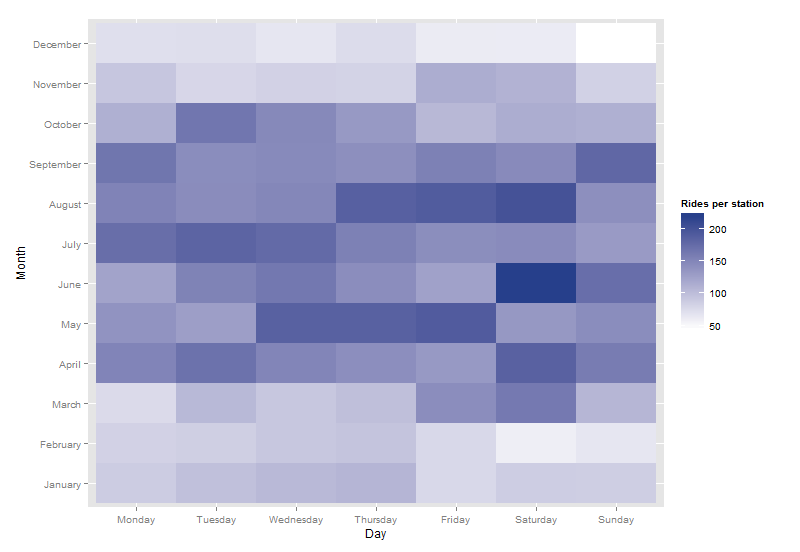 December
November
October
September
August
July
June
May
April
March
February
January
Month
Monday Tuesday Wednesday Thursday Friday Saturday Sunday
Day
Rides per station
200
150
100
50